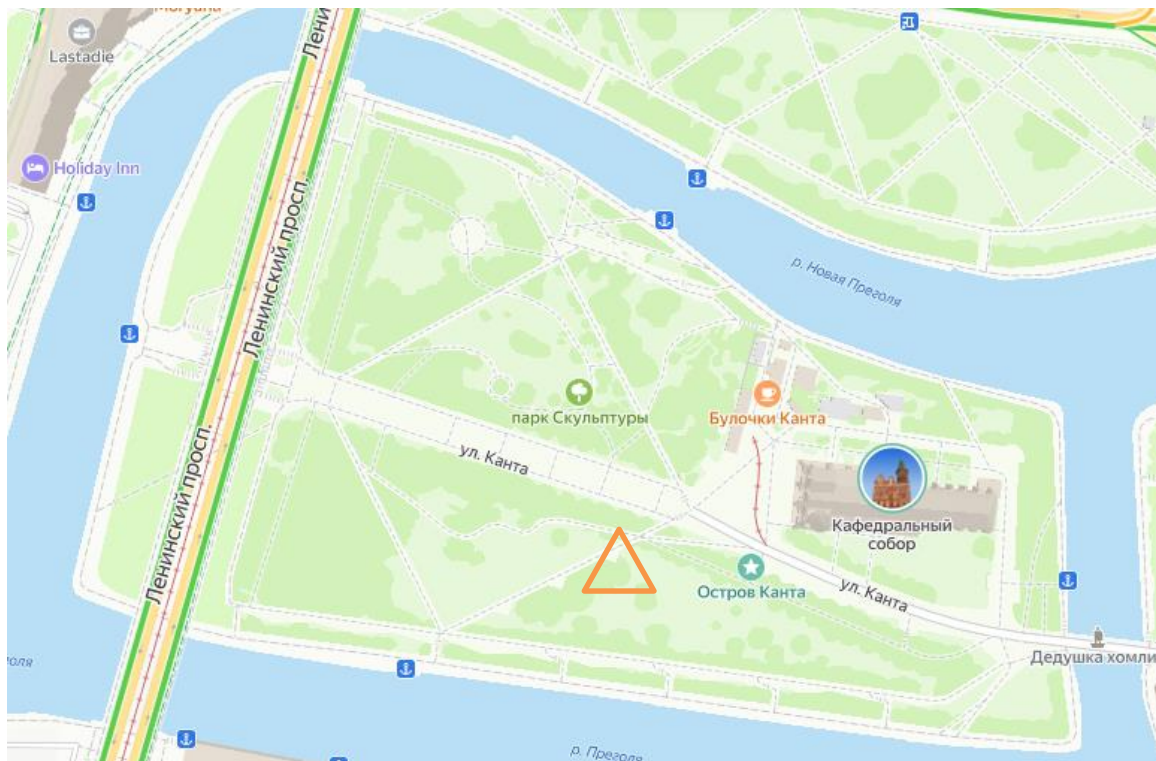 Lastadie
Holiday Inn
Ленинский просп.
Ленинский просп.
р. Новая Преголя
парк Скульптуры
Булочки Канта
ул. Канта
Кафедральный
собор
Остров Канта
ул. Канта
Дедушка хомли
р. Преголя